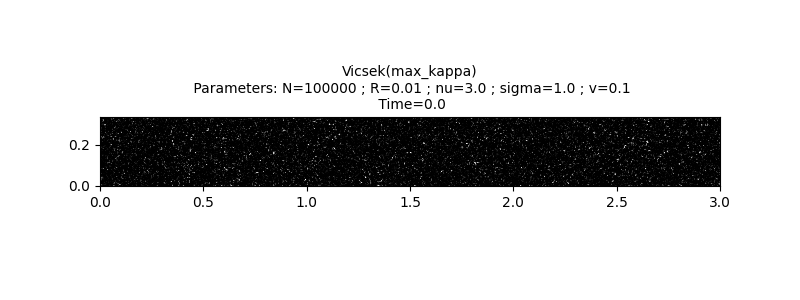 Vicsek(max_kappa)
Parameters: N=100000 ; R=0.01 ; nu=3.0 ; sigma=1.0 ; v=0.1
Time=0.0
0.2
0.0
0.0 0.5 1.0 1.5 2.0 2.5 3.0